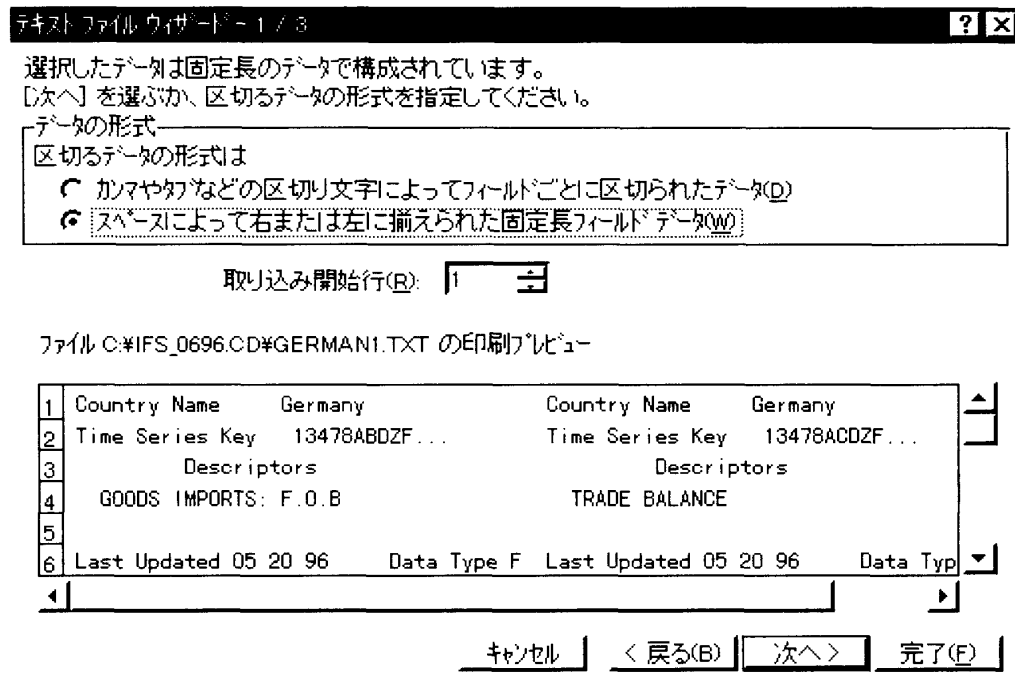 テキスト ファイル ウィザード - 1 / 3
選択したデータは固定長のデータで構成されています。
[次へ] を選ぶか、区切るデータの形式を指定してください。
データの形式
区切るデータの形式は
カンマやタブなどの区切り文字によってフィールドごとに区切られたデータ(D)
スペースによって右または左に揃えられた固定長フィールド データ(W)
取り込み開始行(R): 1
ファイル C:¥IFS_0696.CD¥GERMAN1.TXT の印刷プレビュー
1 Country Name Germany Country Name Germany
2 Time Series Key 13478ABDZF... Time Series Key 13478ACDZF...
3 Descriptors Descriptors
4 GOODS IMPORTS: F.O.B TRADE BALANCE
5
6 Last Updated 05 20 96 Data Type F Last Updated 05 20 96 Data Typ
キャンセル < 戻る(B) 次へ > 完了(F)